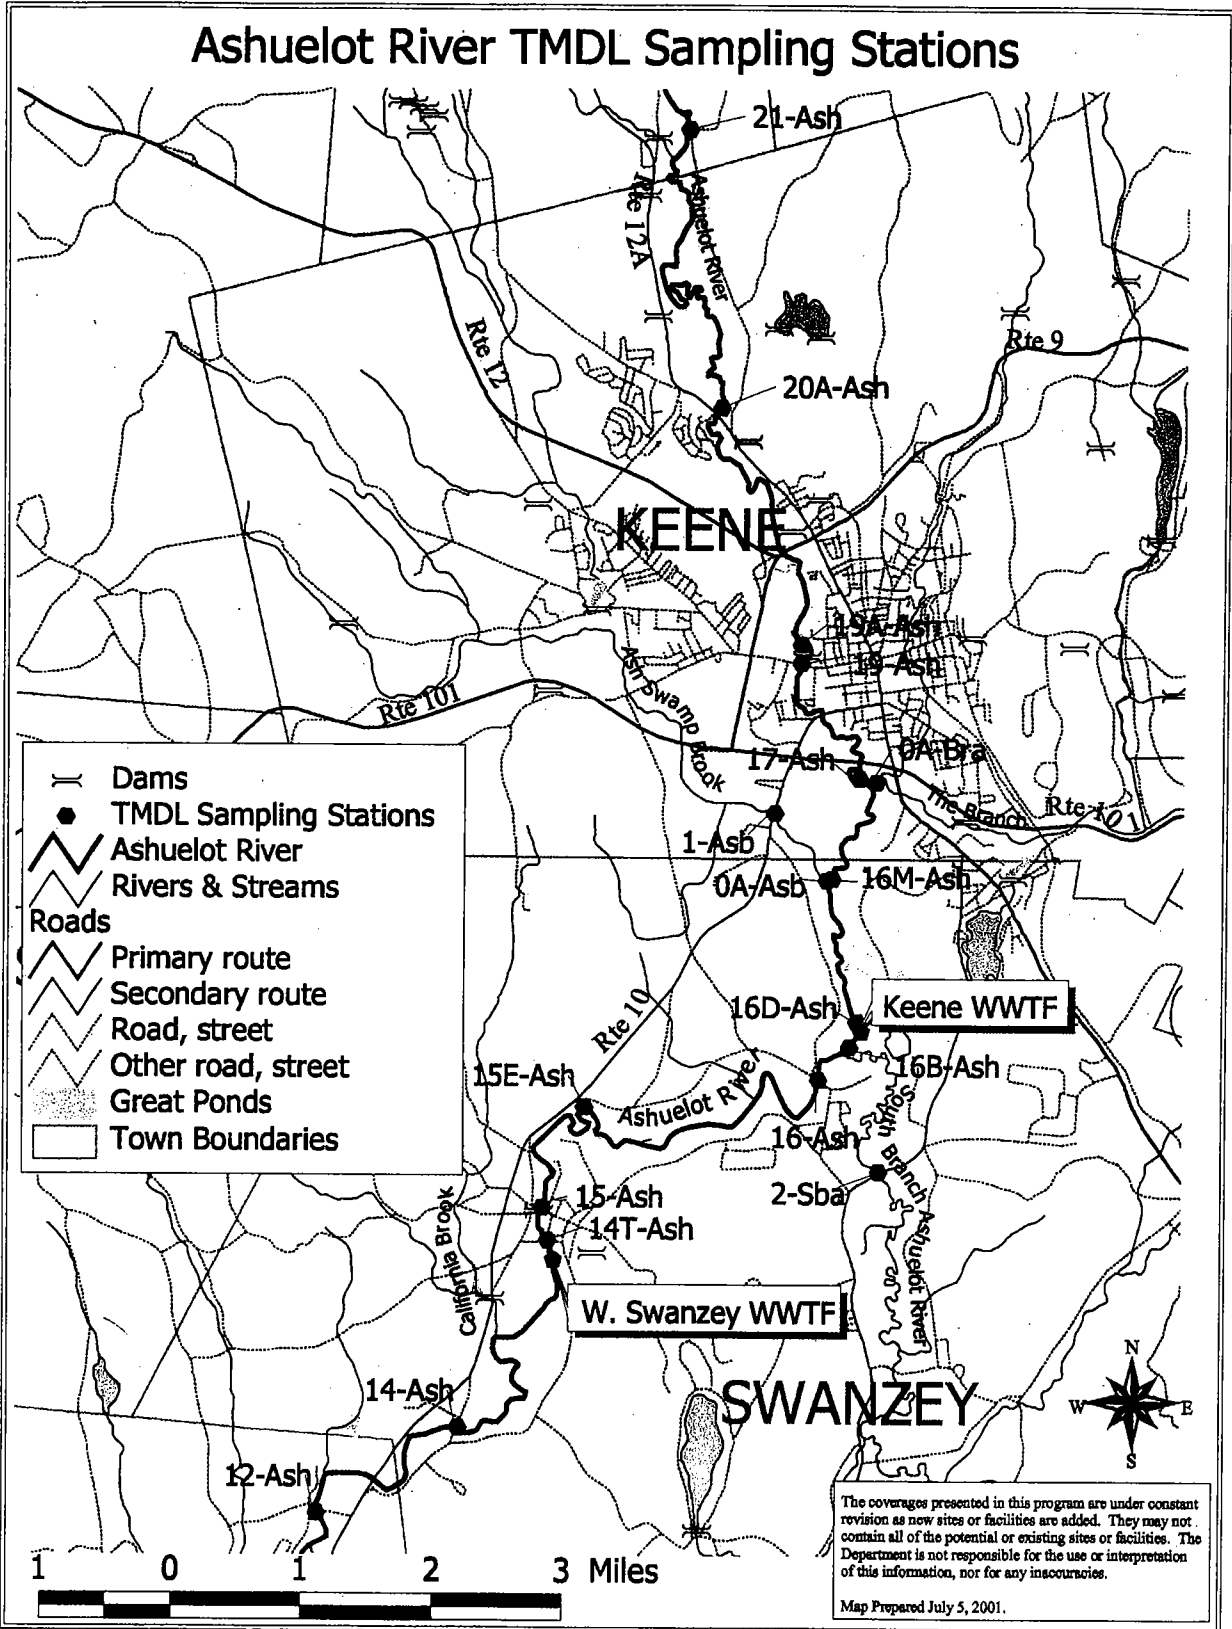 Ashuelot River TMDL Sampling Stations
21-Ash
Ashuelot River
Rte 12A
Rte 12
Rte 9
20A-Ash
KEENE
19A-Ash
19-Ash
Ash Swamp Brook
Rte 101
17-Ash
0A-Bra
The Branch
Rte 101
1-Asb
0A-Asb
16M-Ash
Dams
TMDL Sampling Stations
Ashuelot River
Rivers & Streams
Roads
Primary route
Secondary route
Road, street
Other road, street
Great Ponds
Town Boundaries
Rte 10
16D-Ash
Keene WWTF
16B-Ash
15E-Ash
Ashuelot River
16-Ash
South Branch Ashuelot River
2-Sba
15-Ash
14T-Ash
California Brook
W. Swanzey WWTF
14-Ash
SWANZEY
12-Ash
N
W
E
S
The coverages presented in this program are under constant
revision as new sites or facilities are added. They may not
contain all of the potential or existing sites or facilities. The
Department is not responsible for the use or interpretation
of this information, nor for any inaccuracies.
Map Prepared July 5, 2001.
1 0 1 2 3 Miles